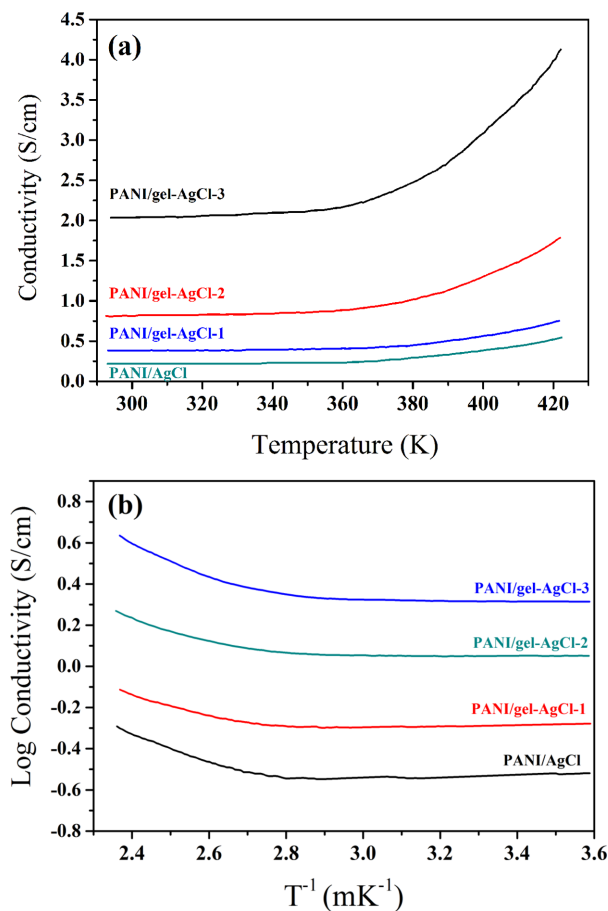 (a)
4.5
4.0
3.5
3.0
2.5
2.0
1.5
1.0
0.5
0.0
Conductivity (S/cm)
PANI/gel-AgCl-3
PANI/gel-AgCl-2
PANI/gel-AgCl-1
PANI/AgCl
300 320 340 360 380 400 420
Temperature (K)
(b)
0.8
0.6
0.4
0.2
0.0
-0.2
-0.4
-0.6
-0.8
Log Conductivity (S/cm)
PANI/gel-AgCl-3
PANI/gel-AgCl-2
PANI/gel-AgCl-1
PANI/AgCl
2.4 2.6 2.8 3.0 3.2 3.4 3.6
T⁻¹ (mK⁻¹)